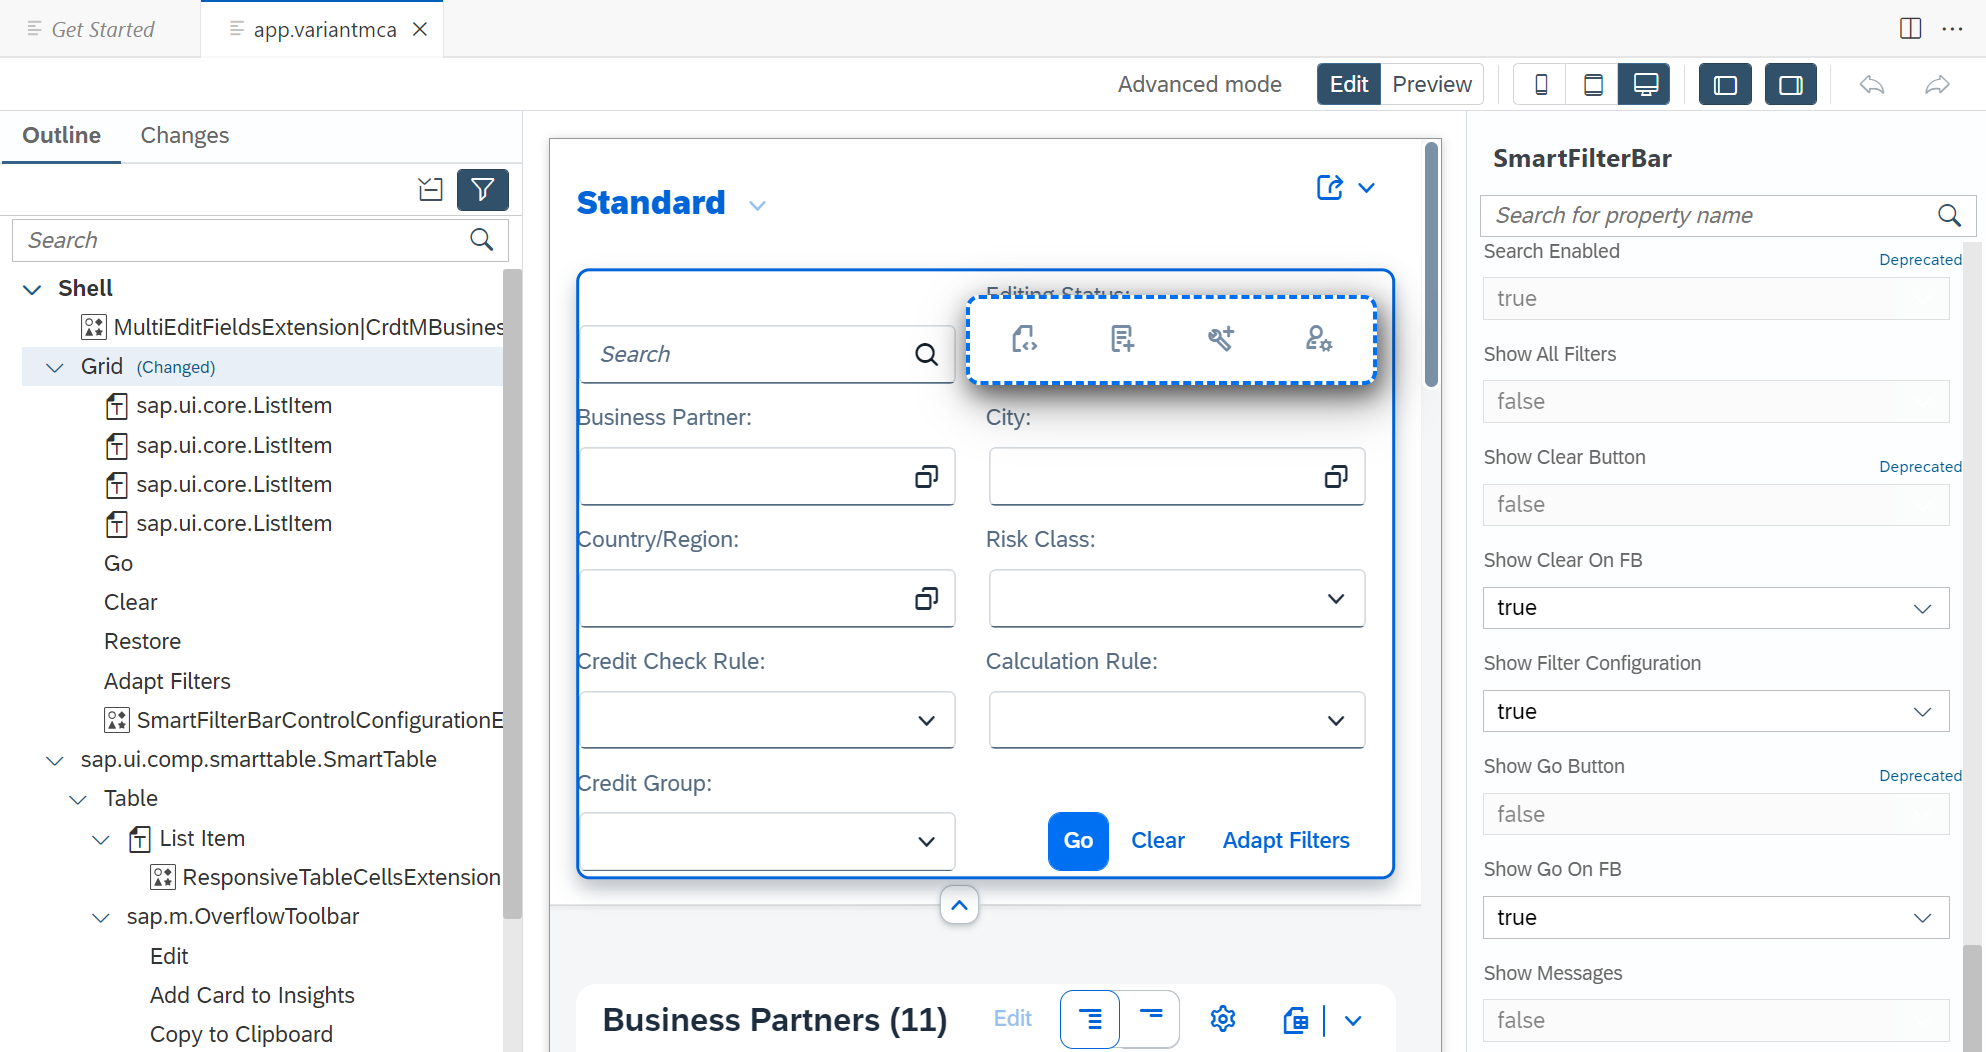 Get Started
app.variantmca
Advanced mode
Edit
Preview
Outline
Changes
Search
Shell
MultiEditFieldsExtension|CrdtMBusines
Grid (Changed)
sap.ui.core.ListItem
sap.ui.core.ListItem
sap.ui.core.ListItem
sap.ui.core.ListItem
Go
Clear
Restore
Adapt Filters
SmartFilterBarControlConfigurationE
sap.ui.comp.smarttable.SmartTable
Table
List Item
ResponsiveTableCellsExtension
sap.m.OverflowToolbar
Edit
Add Card to Insights
Copy to Clipboard
Standard
Editing Status:
Search
Business Partner:
City:
Country/Region:
Risk Class:
Credit Check Rule:
Calculation Rule:
Credit Group:
Go
Clear
Adapt Filters
Business Partners (11)
Edit
SmartFilterBar
Search for property name
Search Enabled
Deprecated
true
Show All Filters
false
Show Clear Button
Deprecated
false
Show Clear On FB
true
Show Filter Configuration
true
Show Go Button
Deprecated
false
Show Go On FB
true
Show Messages
false